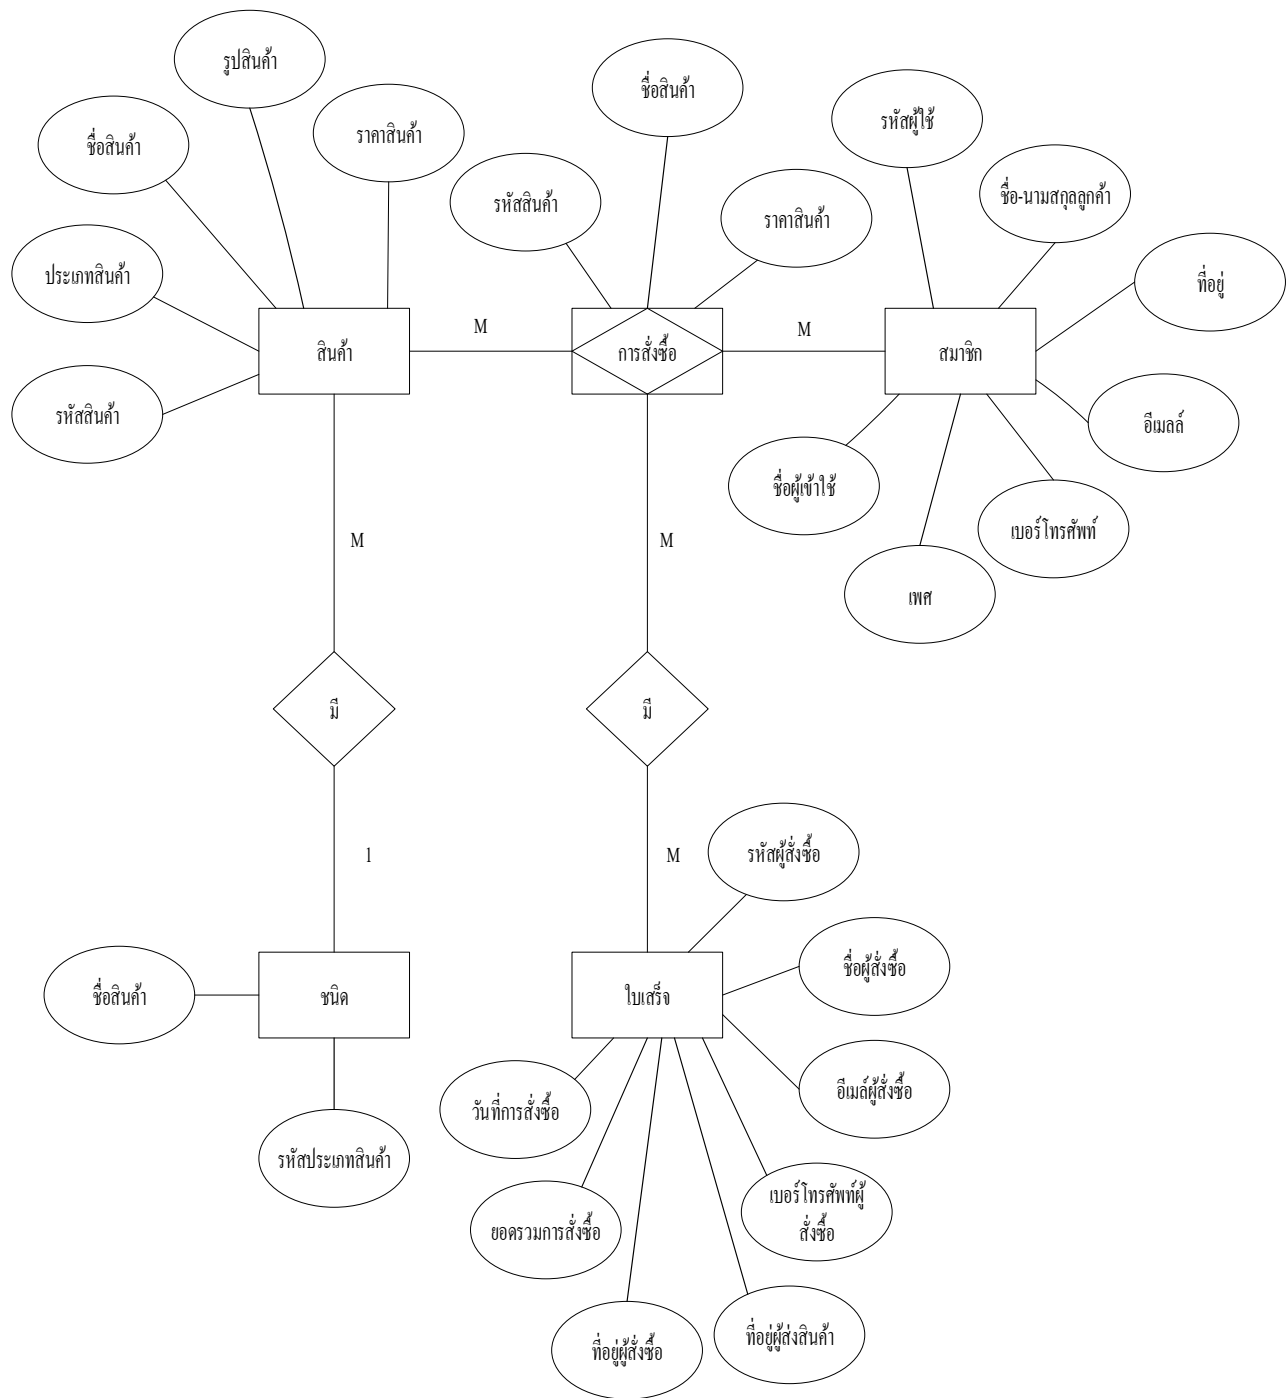 รูปสินค้า
ชื่อสินค้า
ราคาสินค้า
ประเภทสินค้า
รหัสสินค้า
สินค้า
M
ชื่อสินค้า
รหัสสินค้า
ราคาสินค้า
การสั่งซื้อ
M
รหัสผู้ใช้
ชื่อ-นามสกุลลูกค้า
ที่อยู่
สมาชิก
อีเมลล์
ชื่อผู้เข้าใช้
เบอร์โทรศัพท์
เพศ
M
M
มี
มี
1
M
รหัสผู้สั่งซื้อ
ชื่อสินค้า
ชนิด
รหัสประเภทสินค้า
ใบเสร็จ
ชื่อผู้สั่งซื้อ
อีเมล์ผู้สั่งซื้อ
วันที่การสั่งซื้อ
เบอร์โทรศัพท์ผู้
สั่งซื้อ
ยอดรวมการสั่งซื้อ
ที่อยู่ผู้ส่งสินค้า
ที่อยู่ผู้สั่งซื้อ